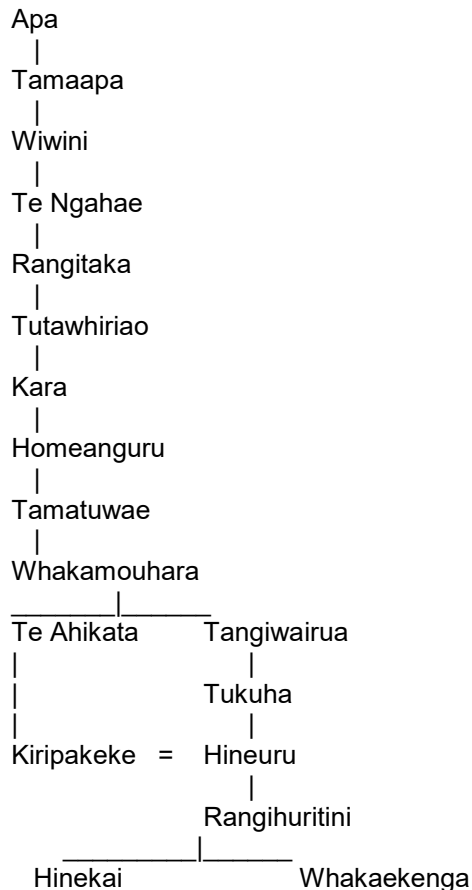 Apa
Tamaapa
Wiwini
Te Ngahae
Rangitaka
Tutawhiriao
Kara
Homeanguru
Tamatuwae
Whakamouhara
Te Ahikata Tangiwairua
Tukuha
Kiripakeke = Hineuru
Rangihuritini
Hinekai Whakaekenga